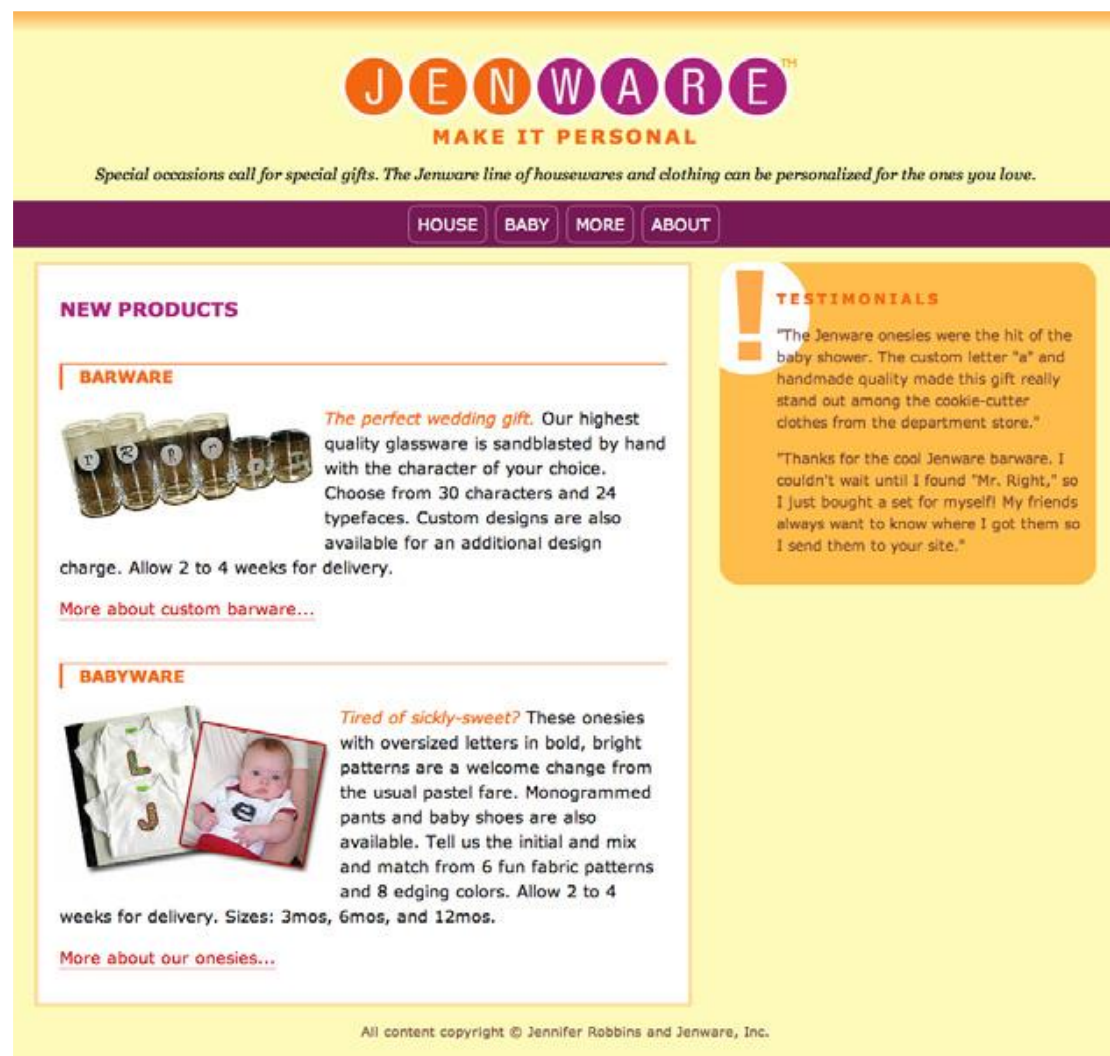 JENWARE™
MAKE IT PERSONAL
Special occasions call for special gifts. The Jenware line of housewares and clothing can be personalized for the ones you love.
HOUSE BABY MORE ABOUT
NEW PRODUCTS
BARWARE
The perfect wedding gift. Our highest
quality glassware is sandblasted by hand
with the character of your choice.
Choose from 30 characters and 24
typefaces. Custom designs are also
available for an additional design
charge. Allow 2 to 4 weeks for delivery.
More about custom barware...
BABYWARE
L
J
e
Tired of sickly-sweet? These onesies
with oversized letters in bold, bright
patterns are a welcome change from
the usual pastel fare. Monogrammed
pants and baby shoes are also
available. Tell us the initial and mix
and match from 6 fun fabric patterns
and 8 edging colors. Allow 2 to 4
weeks for delivery. Sizes: 3mos, 6mos, and 12mos.
More about our onesies...
!
TESTIMONIALS
"The Jenware onesies were the hit of the
baby shower. The custom letter "a" and
handmade quality made this gift really
stand out among the cookie-cutter
clothes from the department store."
"Thanks for the cool Jenware barware. I
couldn't wait until I found "Mr. Right," so
I just bought a set for myself! My friends
always want to know where I got them so
I send them to your site."
All content copyright © Jennifer Robbins and Jenware, Inc.